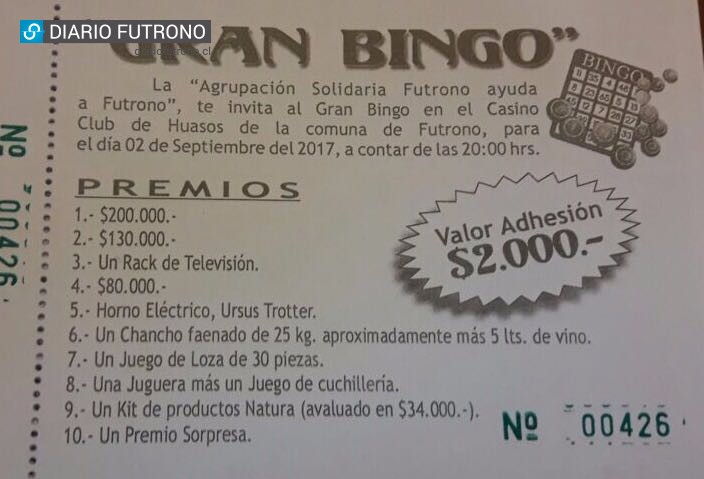 DIARIO FUTRONO
"GRAN BINGO"
La "Agrupación Solidaria Futrono ayuda
a Futrono", te invita al Gran Bingo en el Casino
Club de Huasos de la comuna de Futrono, para
el día 02 de Septiembre del 2017, a contar de las 20:00 hrs.
BINGO
PREMIOS
1.- $200.000.-
2.- $130.000.-
3.- Un Rack de Televisión.
4.- $80.000.-
5.- Horno Eléctrico, Ursus Trotter.
6.- Un Chancho faenado de 25 kg. aproximadamente más 5 lts. de vino.
7.- Un Juego de Loza de 30 piezas.
8.- Una Juguera más un Juego de cuchillería.
9.- Un Kit de productos Natura (avaluado en $34.000.-).
10.- Un Premio Sorpresa.
Valor Adhesión
$2.000.-
Nº 00426
Nº 00426